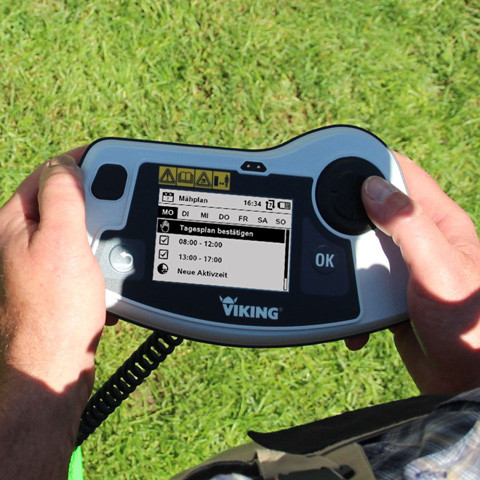 Mähplan 16:34
MO DI MI DO FR SA SO
Tagesplan bestätigen
08:00 - 12:00
13:00 - 17:00
Neue Aktivzeit
OK
VIKING®